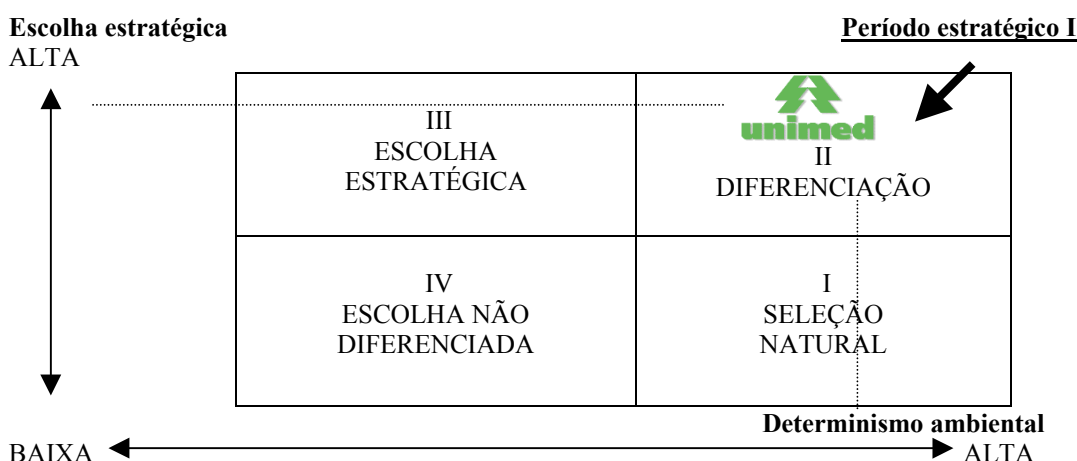 Escolha estratégica
Período estratégico I
ALTA
III
ESCOLHA
ESTRATÉGICA
unimed
II
DIFERENCIAÇÃO
IV
ESCOLHA NÃO
DIFERENCIADA
I
SELEÇÃO
NATURAL
Determinismo ambiental
BAIXA
ALTA